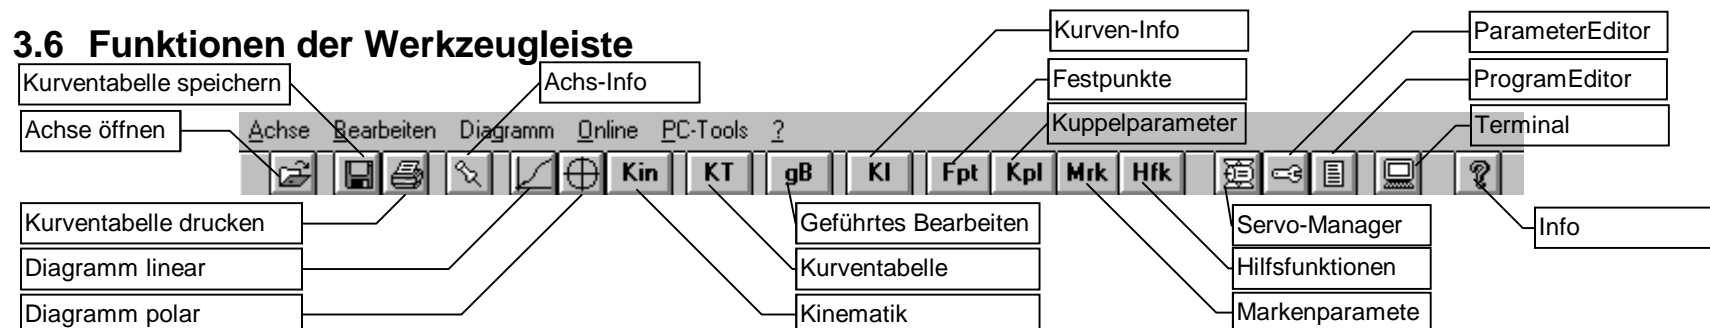 3.6 Funktionen der Werkzeugleiste
Kurven-Info
ParameterEditor
Kurventabelle speichern
Achs-Info
Festpunkte
ProgramEditor
Achse öffnen
Kuppelparameter
Terminal
Achse Bearbeiten Diagramm Online PC-Tools ?
Kin KT gB KI Fpt Kpl Mrk Hfk
Kurventabelle drucken
Geführtes Bearbeiten
Servo-Manager
Info
Diagramm linear
Kurventabelle
Hilfsfunktionen
Diagramm polar
Kinematik
Markenparamete